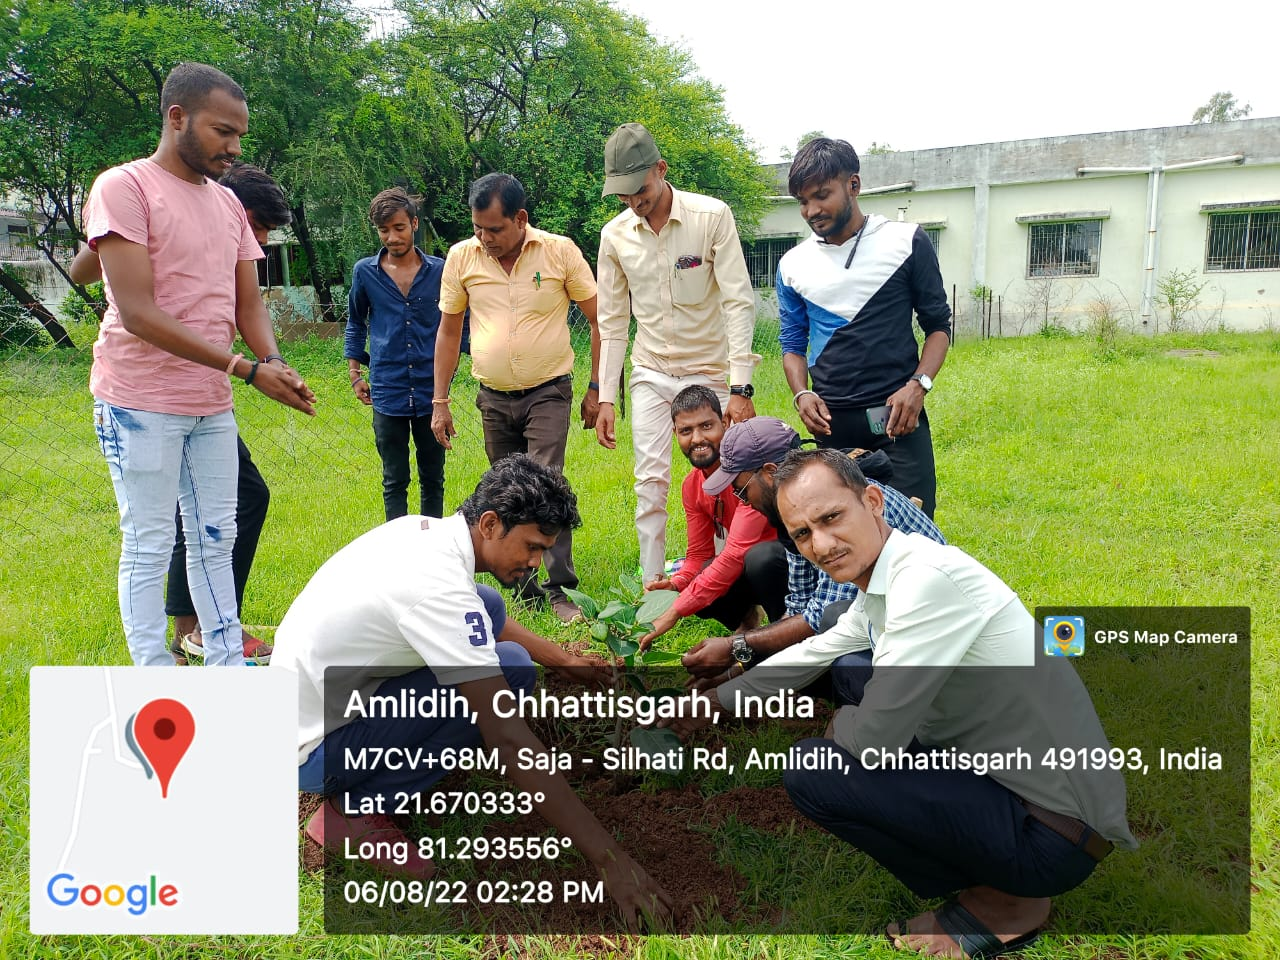 3
GPS Map Camera
Amlidih, Chhattisgarh, India
M7CV+68M, Saja - Silhati Rd, Amlidih, Chhattisgarh 491993, India
Lat 21.670333°
Long 81.293556°
06/08/22 02:28 PM
Google